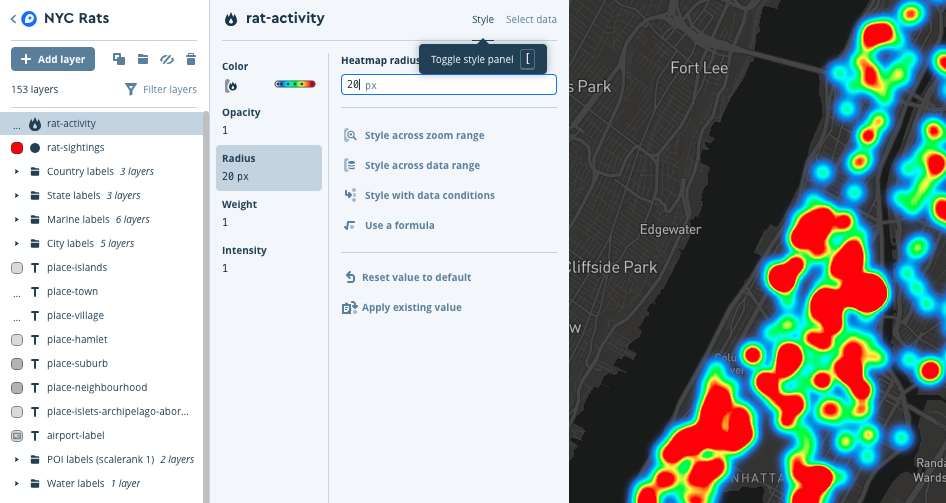 NYC Rats
+ Add layer
153 layers
Filter layers
... rat-activity
rat-sightings
Country labels 3 layers
State labels 3 layers
Marine labels 6 layers
City labels 5 layers
place-islands
... place-town
... place-village
place-hamlet
place-suburb
place-neighbourhood
place-islets-archipelago-abor...
airport-label
POI labels (scalerank 1) 2 layers
Water labels 1 layer
rat-activity
Style
Select data
Color
Opacity
1
Radius
20 px
Weight
1
Intensity
1
Heatmap radius
Toggle style panel [
20 px
Style across zoom range
Style across data range
Style with data conditions
Use a formula
Reset value to default
Apply existing value
Fort Lee
s Park
Edgewater
Cliffside Park
w
NHATTA
Randa
Wards